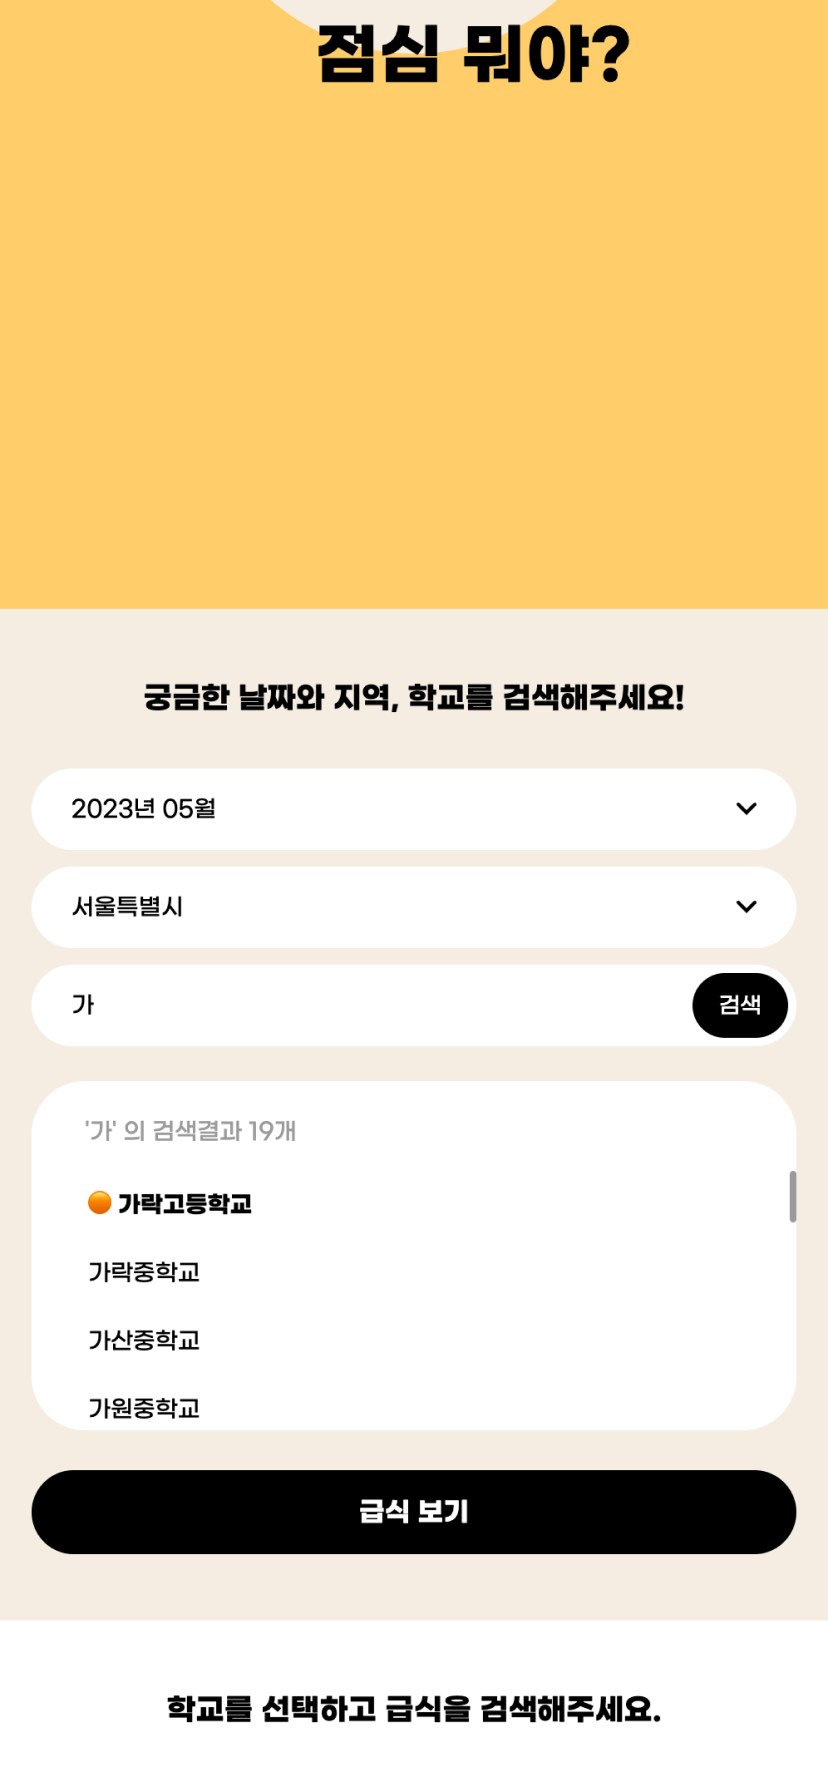 점심 뭐야?
궁금한 날짜와 지역, 학교를 검색해주세요!
2023년 05월
서울특별시
가
검색
'가' 의 검색결과 19개
가락고등학교
가락중학교
가산중학교
가원중학교
급식 보기
학교를 선택하고 급식을 검색해주세요.